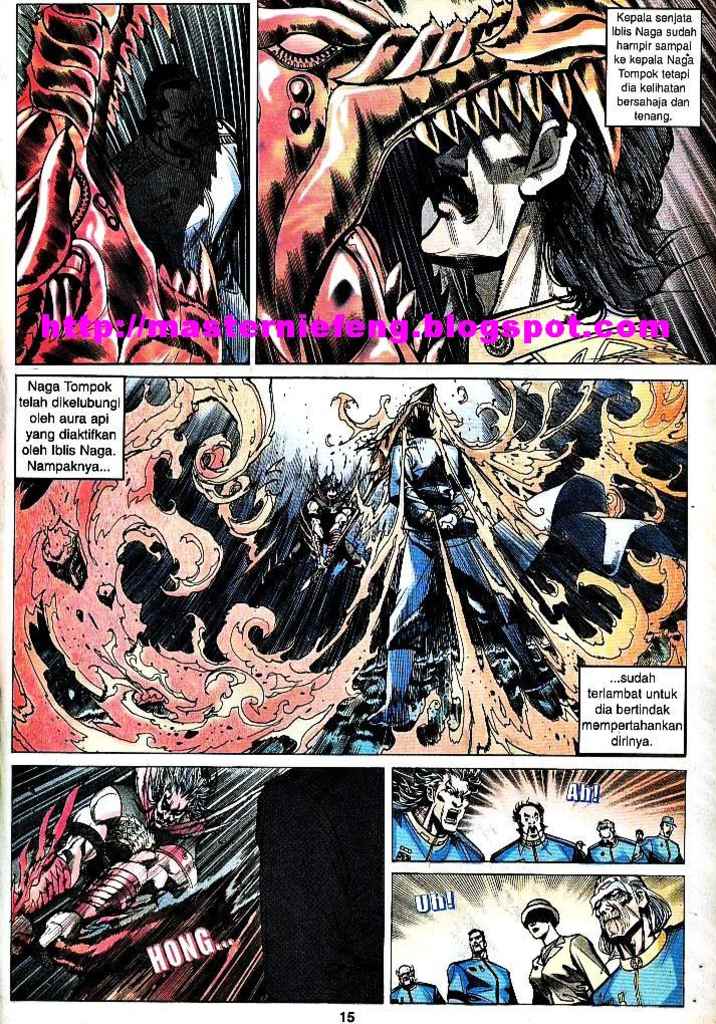 Kepala senjata
Iblis Naga sudah
hampir sampai
ke kepala Naga
Tompok tetapi
dia kelihatan
bersahaja dan
tenang.
http://masterniefeng.blogspot.com
Naga Tompok
telah dikelubungi
oleh aura api
yang diaktifkan
oleh Iblis Naga.
Nampaknya...
...sudah
terlambat untuk
dia bertindak
mempertahankan
dirinya.
HONG...
Ah!
Uh!
15